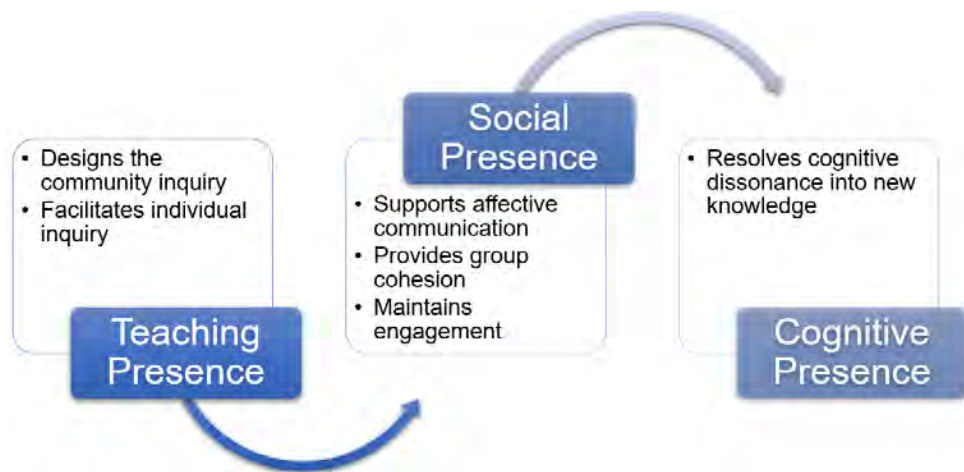 • Designs the
community inquiry
• Facilitates individual
inquiry
Teaching
Presence
Social
Presence
• Supports affective
communication
• Provides group
cohesion
• Maintains
engagement
• Resolves cognitive
dissonance into new
knowledge
Cognitive
Presence